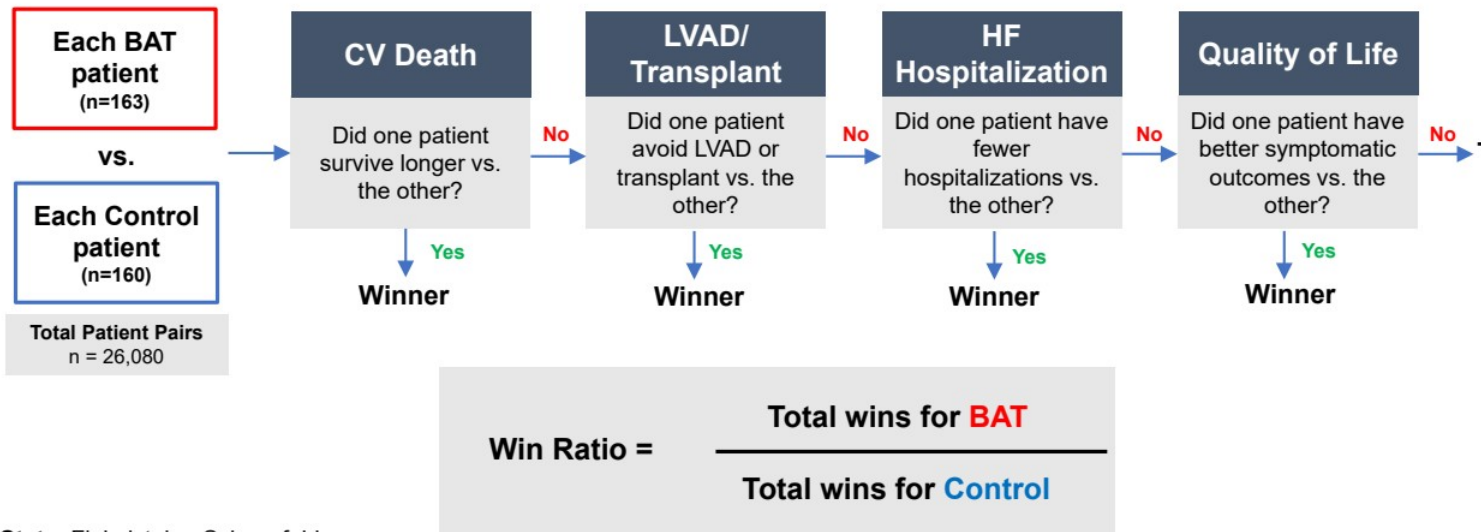 Each BAT
patient
(n=163)
vs.
Each Control
patient
(n=160)
Total Patient Pairs
n = 26,080
CV Death
Did one patient
survive longer vs.
the other?
No
Yes
Winner
LVAD/
Transplant
Did one patient
avoid LVAD or
transplant vs. the
other?
No
Yes
Winner
HF
Hospitalization
Did one patient have
fewer
hospitalizations vs.
the other?
No
Yes
Winner
Quality of Life
Did one patient have
better symptomatic
outcomes vs. the
other?
No
Yes
Winner
Win Ratio =
Total wins for BAT
Total wins for Control